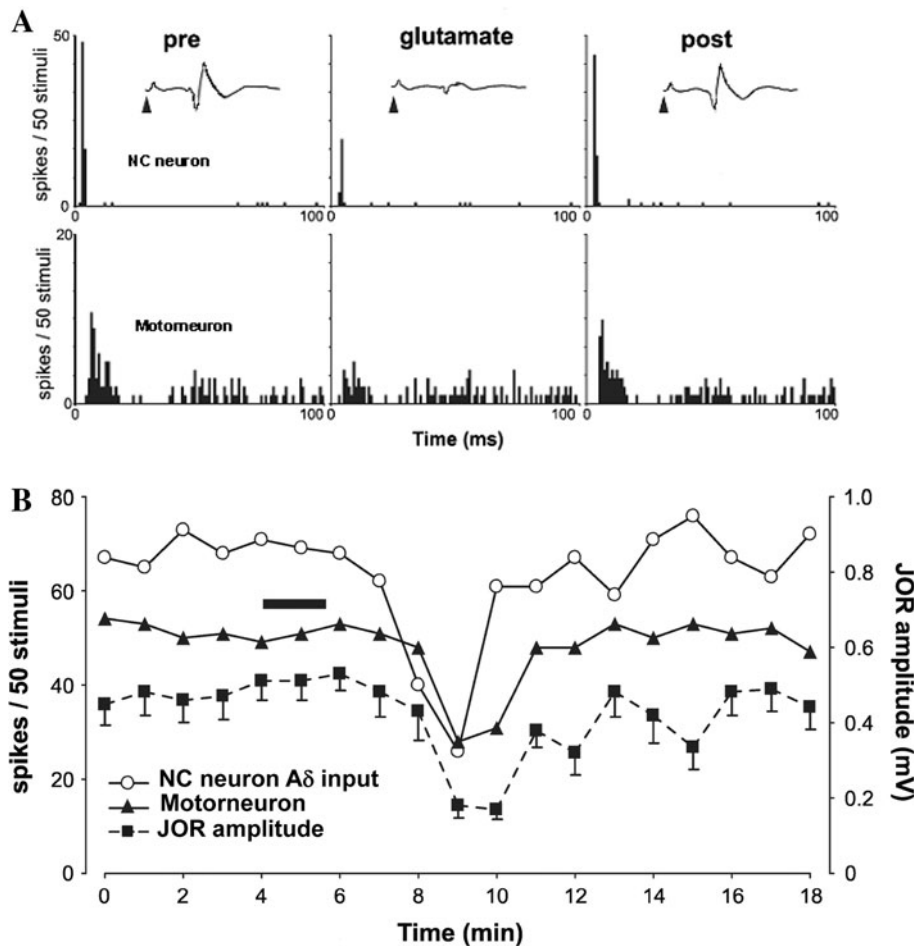 A
pre
glutamate
post
spikes / 50 stimuli
50
0
NC neuron
0
100
0
100
0
100
spikes / 50 stimuli
20
0
Motorneuron
0
100
0
100
0
100
Time (ms)
B
spikes / 50 stimuli
80
60
40
20
0
JOR amplitude (mV)
1.0
0.8
0.6
0.4
0.2
0
NC neuron Aδ input
Motorneuron
JOR amplitude
0 2 4 6 8 10 12 14 16 18
Time (min)